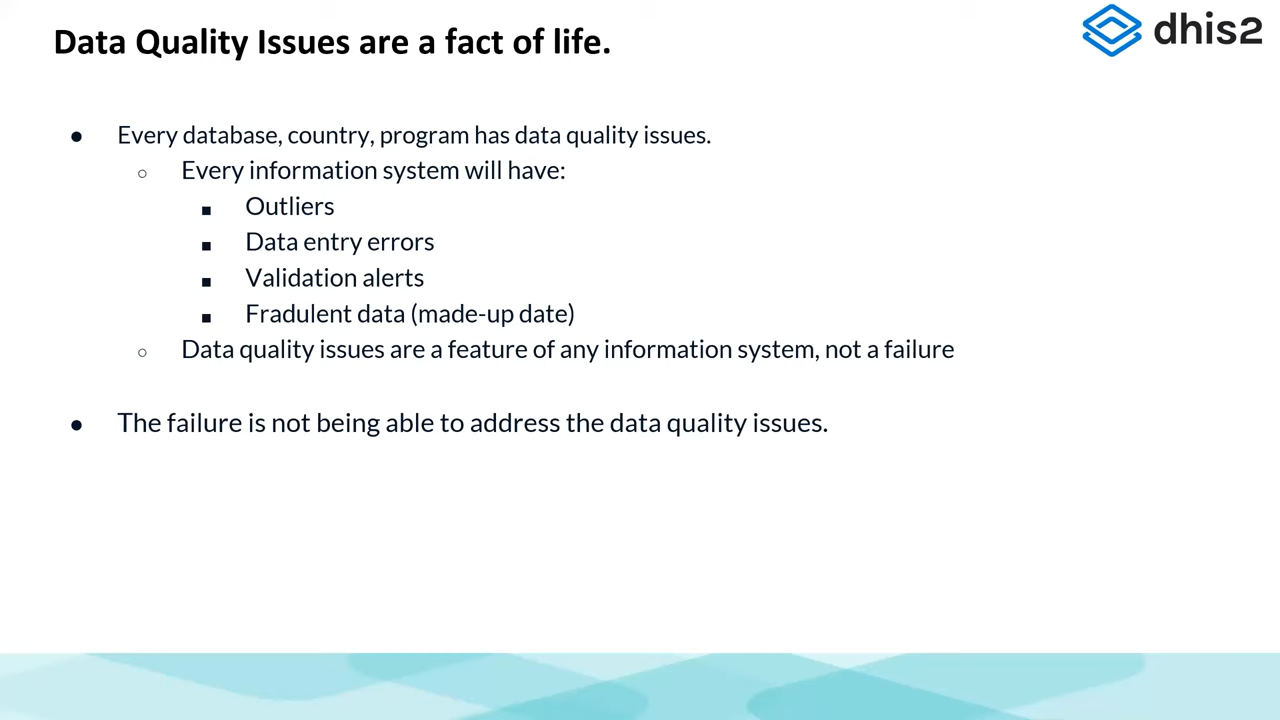 Data Quality Issues are a fact of life.
dhis2
● Every database, country, program has data quality issues.
○ Every information system will have:
■ Outliers
■ Data entry errors
■ Validation alerts
■ Fradulent data (made-up date)
○ Data quality issues are a feature of any information system, not a failure
● The failure is not being able to address the data quality issues.